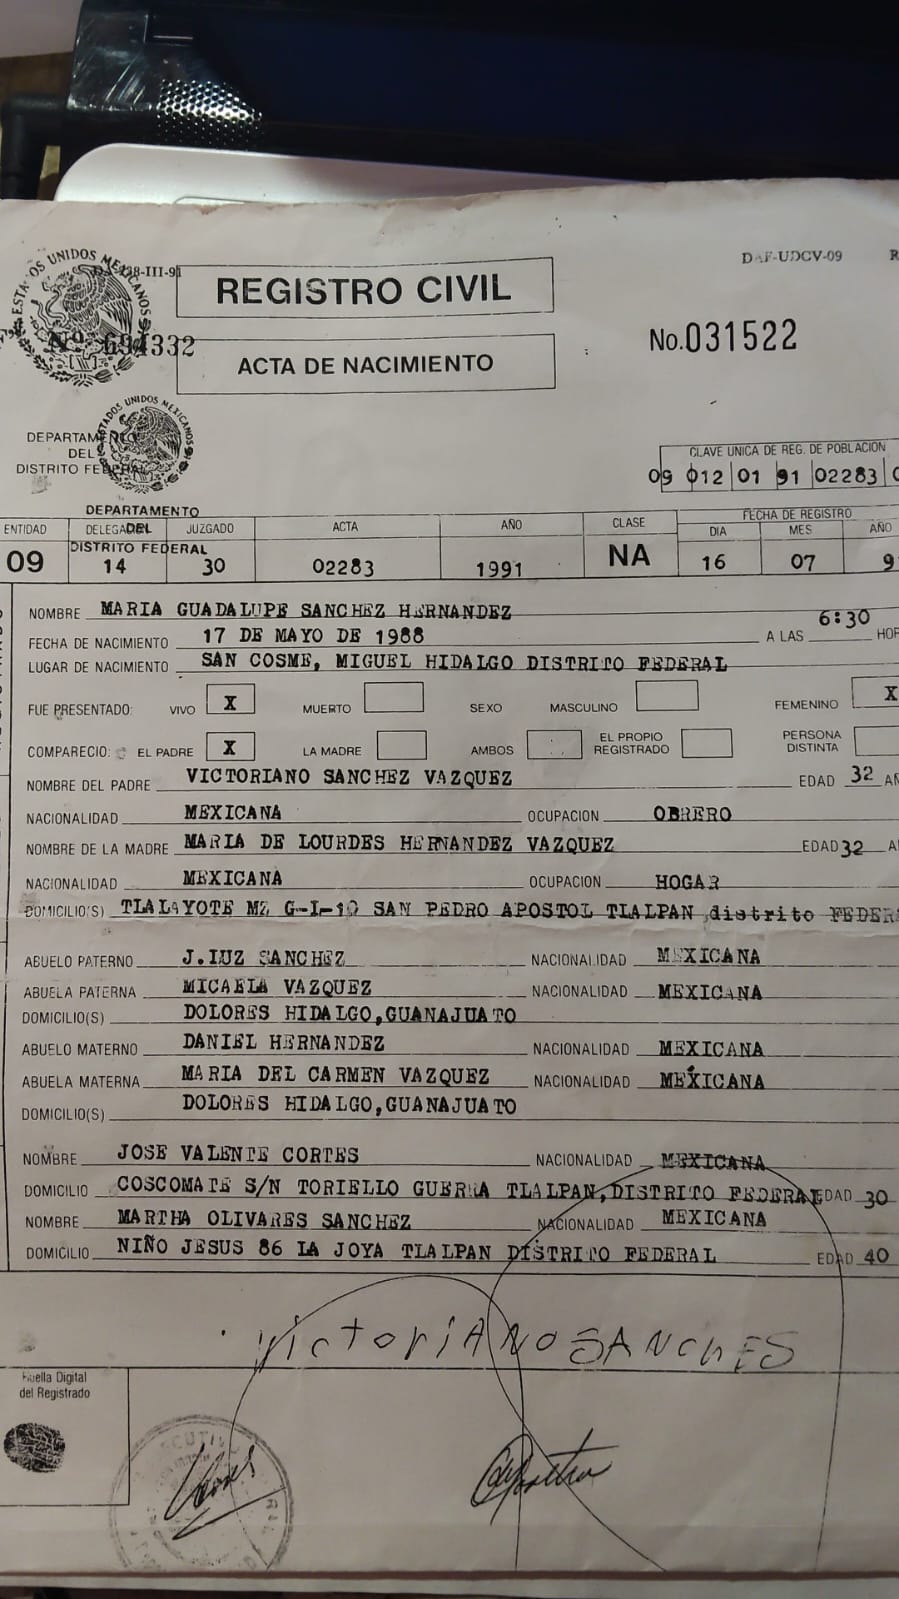 ESTADOS UNIDOS MEXICANOS
DAF-UDCV-09
REGISTRO CIVIL
No. 694332
No.031522
ACTA DE NACIMIENTO
ESTADOS UNIDOS MEXICANOS
DEPARTAMENTO
DEL
DISTRITO FEDERAL
CLAVE UNICA DE REG. DE POBLACION
09 012 01 91 02283
DEPARTAMENTO
DEL
DISTRITO FEDERAL
ENTIDAD DELEGACION JUZGADO ACTA AÑO CLASE FECHA DE REGISTRO
DIA MES AÑO
09 14 30 02283 1991 NA 16 07 9
NOMBRE MARIA GUADALUPE SANCHEZ HERNANDEZ
FECHA DE NACIMIENTO 17 DE MAYO DE 1988 A LAS 6:30 HOR
LUGAR DE NACIMIENTO SAN COSME, MIGUEL HIDALGO DISTRITO FEDERAL
FUE PRESENTADO: VIVO X MUERTO SEXO MASCULINO FEMENINO X
COMPARECIO: EL PADRE X LA MADRE AMBOS EL PROPIO REGISTRADO PERSONA DISTINTA
NOMBRE DEL PADRE VICTORIANO SANCHEZ VAZQUEZ EDAD 32 AÑ
NACIONALIDAD MEXICANA OCUPACION OBRERO
NOMBRE DE LA MADRE MARIA DE LOURDES HERNANDEZ VAZQUEZ EDAD 32 A
NACIONALIDAD MEXICANA OCUPACION HOGAR
DOMICILIO(S) TLALAYOTE MZ G-L-10 SAN PEDRO APOSTOL TLALPAN,distrito FEDERA
ABUELO PATERNO J.LUZ SANCHEZ NACIONALIDAD MEXICANA
ABUELA PATERNA MICAELA VAZQUEZ NACIONALIDAD MEXICANA
DOMICILIO(S) DOLORES HIDALGO,GUANAJUATO
ABUELO MATERNO DANIEL HERNANDEZ NACIONALIDAD MEXICANA
ABUELA MATERNA MARIA DEL CARMEN VAZQUEZ NACIONALIDAD MEXICANA
DOMICILIO(S) DOLORES HIDALGO,GUANAJUATO
NOMBRE JOSE VALENTE CORTES NACIONALIDAD MEXICANA
DOMICILIO COSCOMATE S/N TORIELLO GUERRA TLALPAN,DISTRITO FEDERAL EDAD 30
NOMBRE MARTHA OLIVARES SANCHEZ NACIONALIDAD MEXICANA
DOMICILIO NIÑO JESUS 86 LA JOYA TLALPAN DISTRITO FEDERAL EDAD 40
VictoriANO SANCHES
Huella Digital
del Registrado